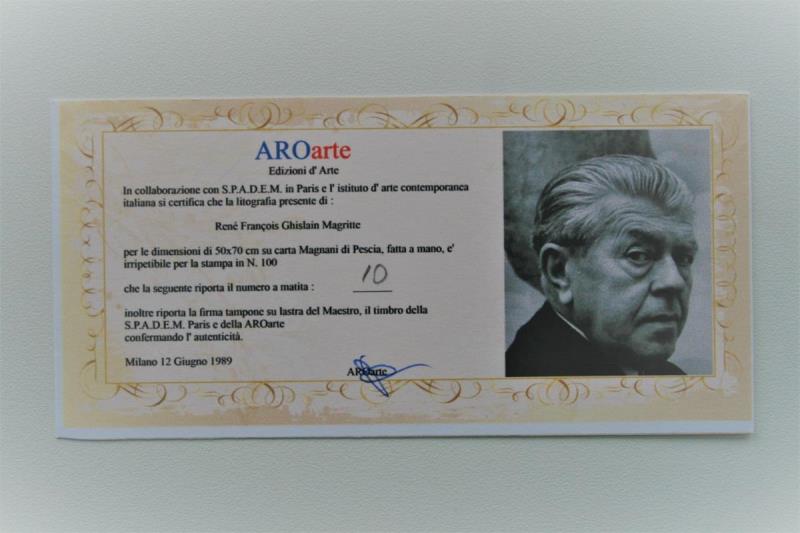 AROarte
Edizioni d' Arte
In collaborazione con S.P.A.D.E.M. in Paris e l' istituto d' arte contemporanea
italiana si certifica che la litografia presente di :
René François Ghislain Magritte
per le dimensioni di 50x70 cm su carta Magnani di Pescia, fatta a mano, e'
irripetibile per la stampa in N. 100
che la seguente riporta il numero a matita : 10
inoltre riporta la firma tampone su lastra del Maestro, il timbro della
S.P.A.D.E.M. Paris e della AROarte
confermando l' autenticità.
Milano 12 Giugno 1989
AROarte